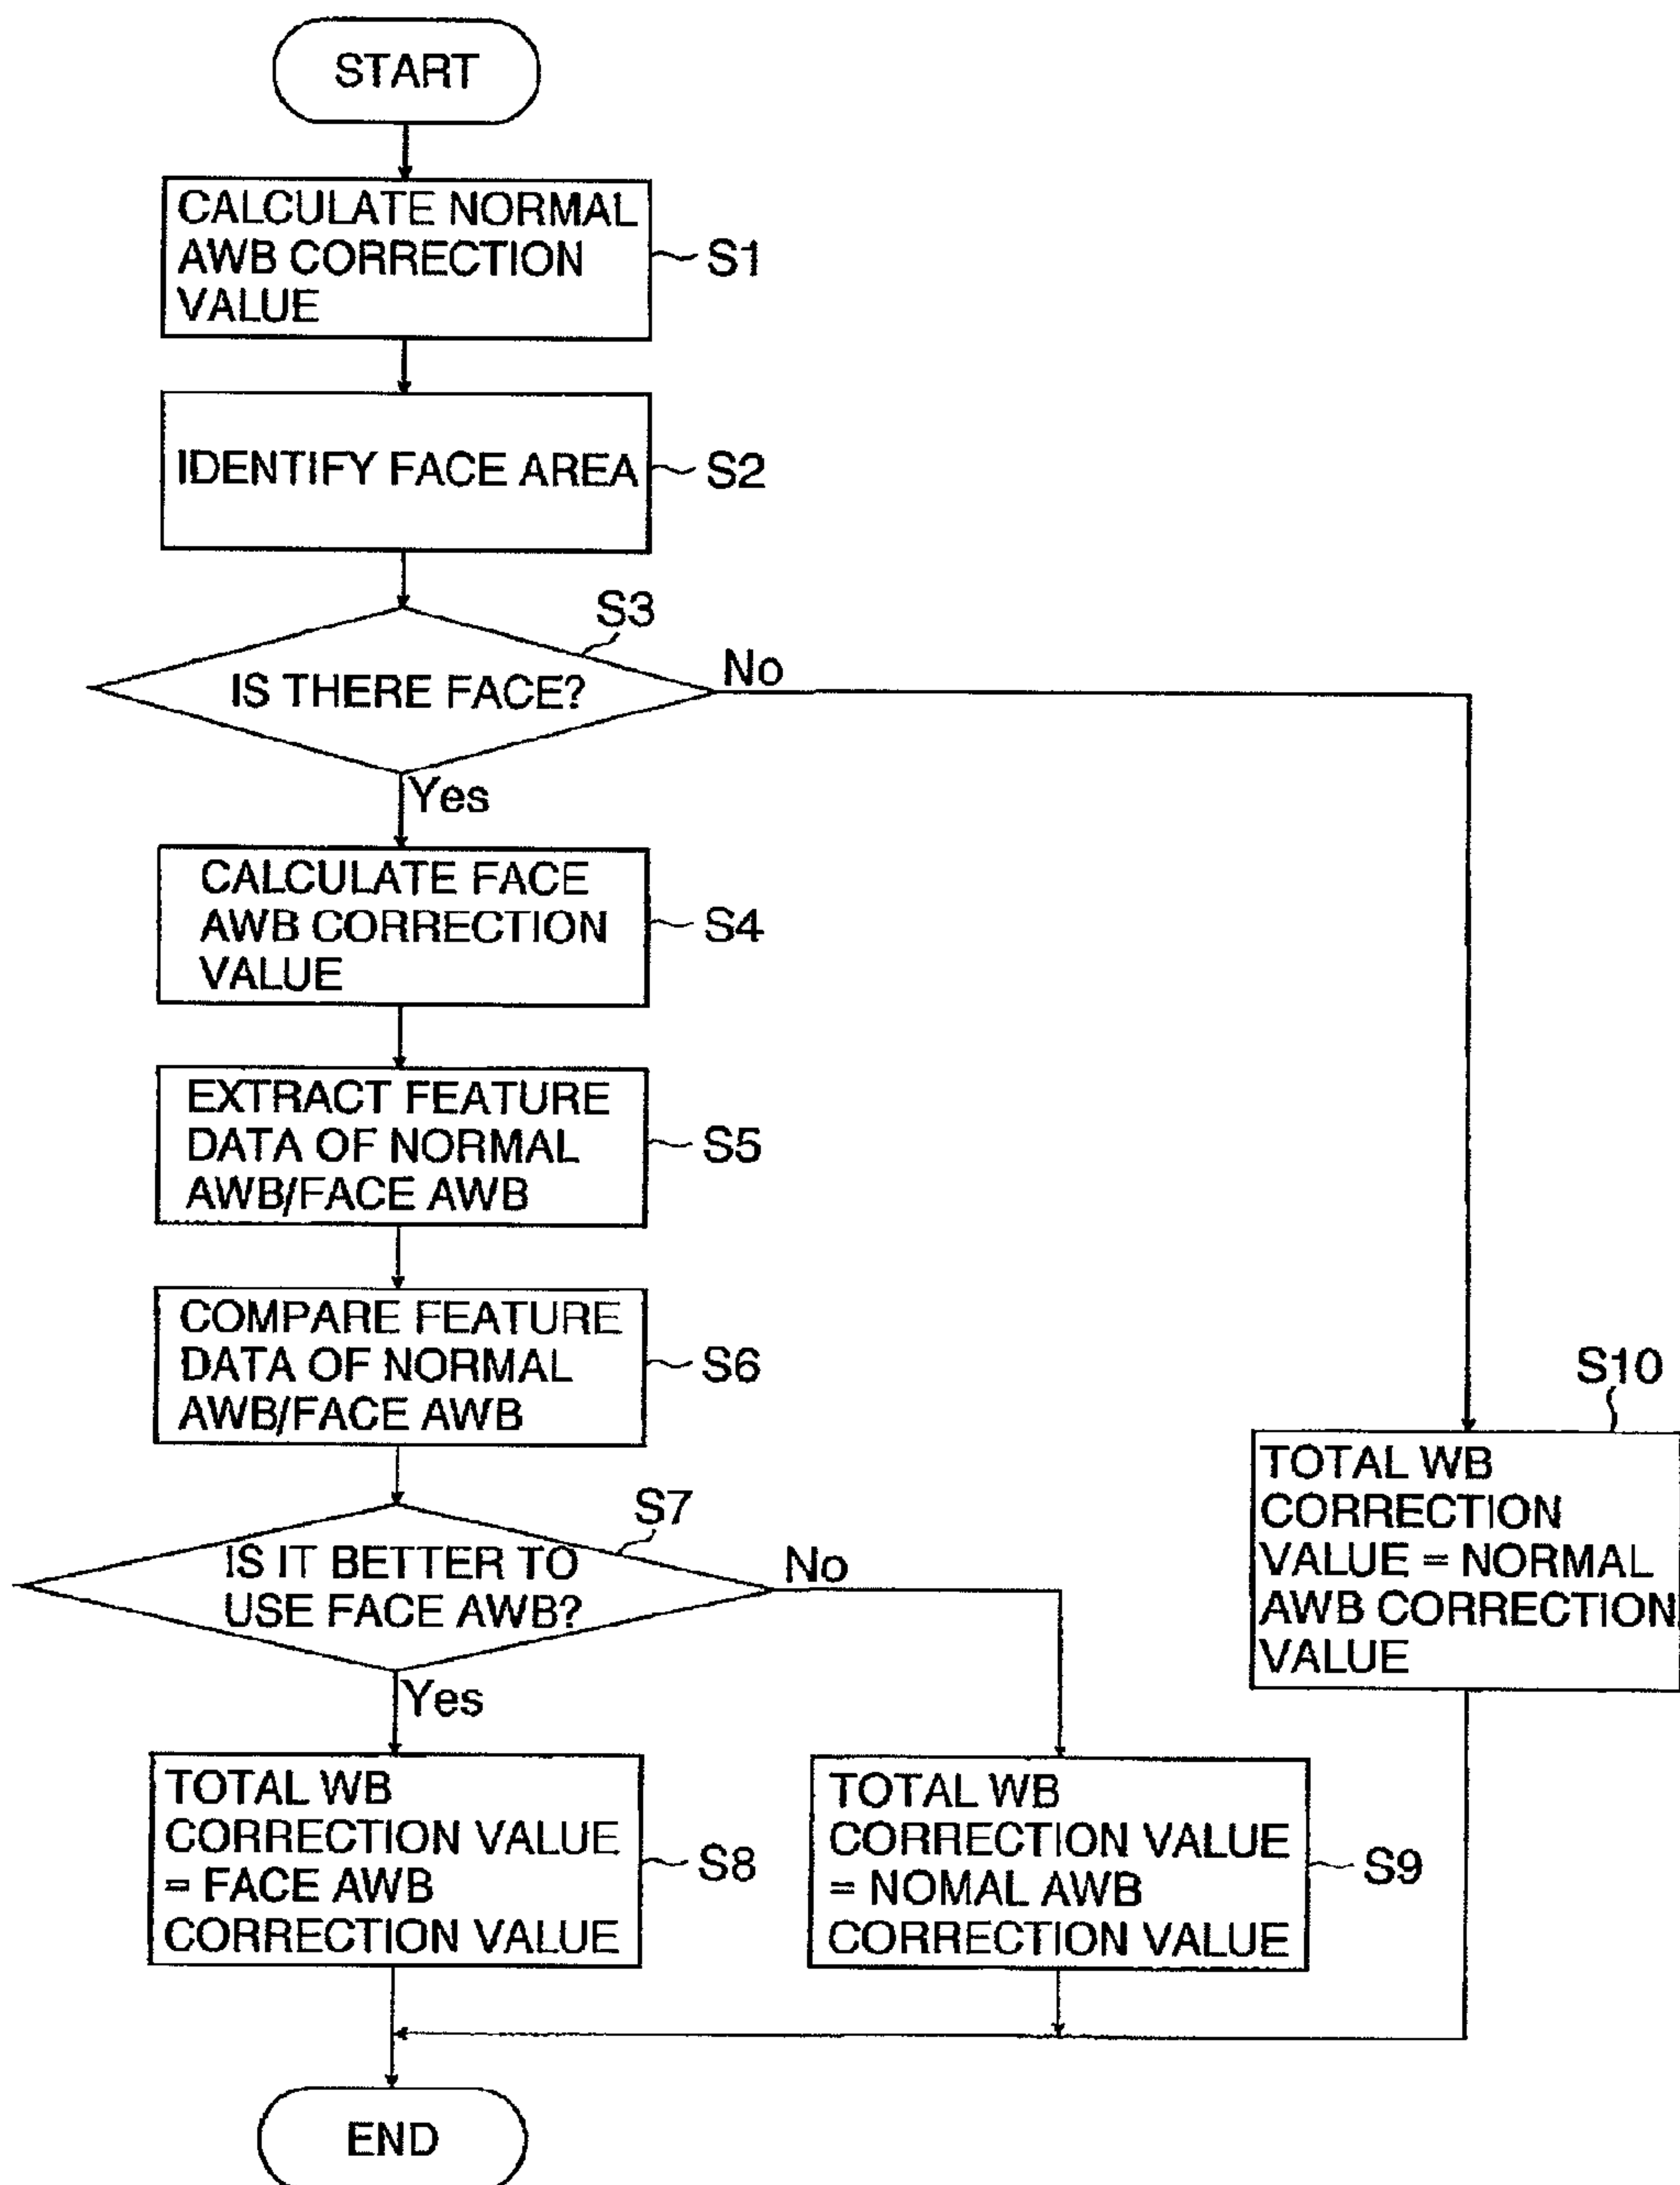 START
CALCULATE NORMAL
AWB CORRECTION
VALUE
S1
IDENTIFY FACE AREA
S2
S3
IS THERE FACE?
No
Yes
CALCULATE FACE
AWB CORRECTION
VALUE
S4
EXTRACT FEATURE
DATA OF NORMAL
AWB/FACE AWB
S5
COMPARE FEATURE
DATA OF NORMAL
AWB/FACE AWB
S6
S7
IS IT BETTER TO
USE FACE AWB?
No
Yes
TOTAL WB
CORRECTION VALUE
= FACE AWB
CORRECTION VALUE
S8
TOTAL WB
CORRECTION VALUE
= NOMAL AWB
CORRECTION VALUE
S9
S10
TOTAL WB
CORRECTION
VALUE = NORMAL
AWB CORRECTION
VALUE
END